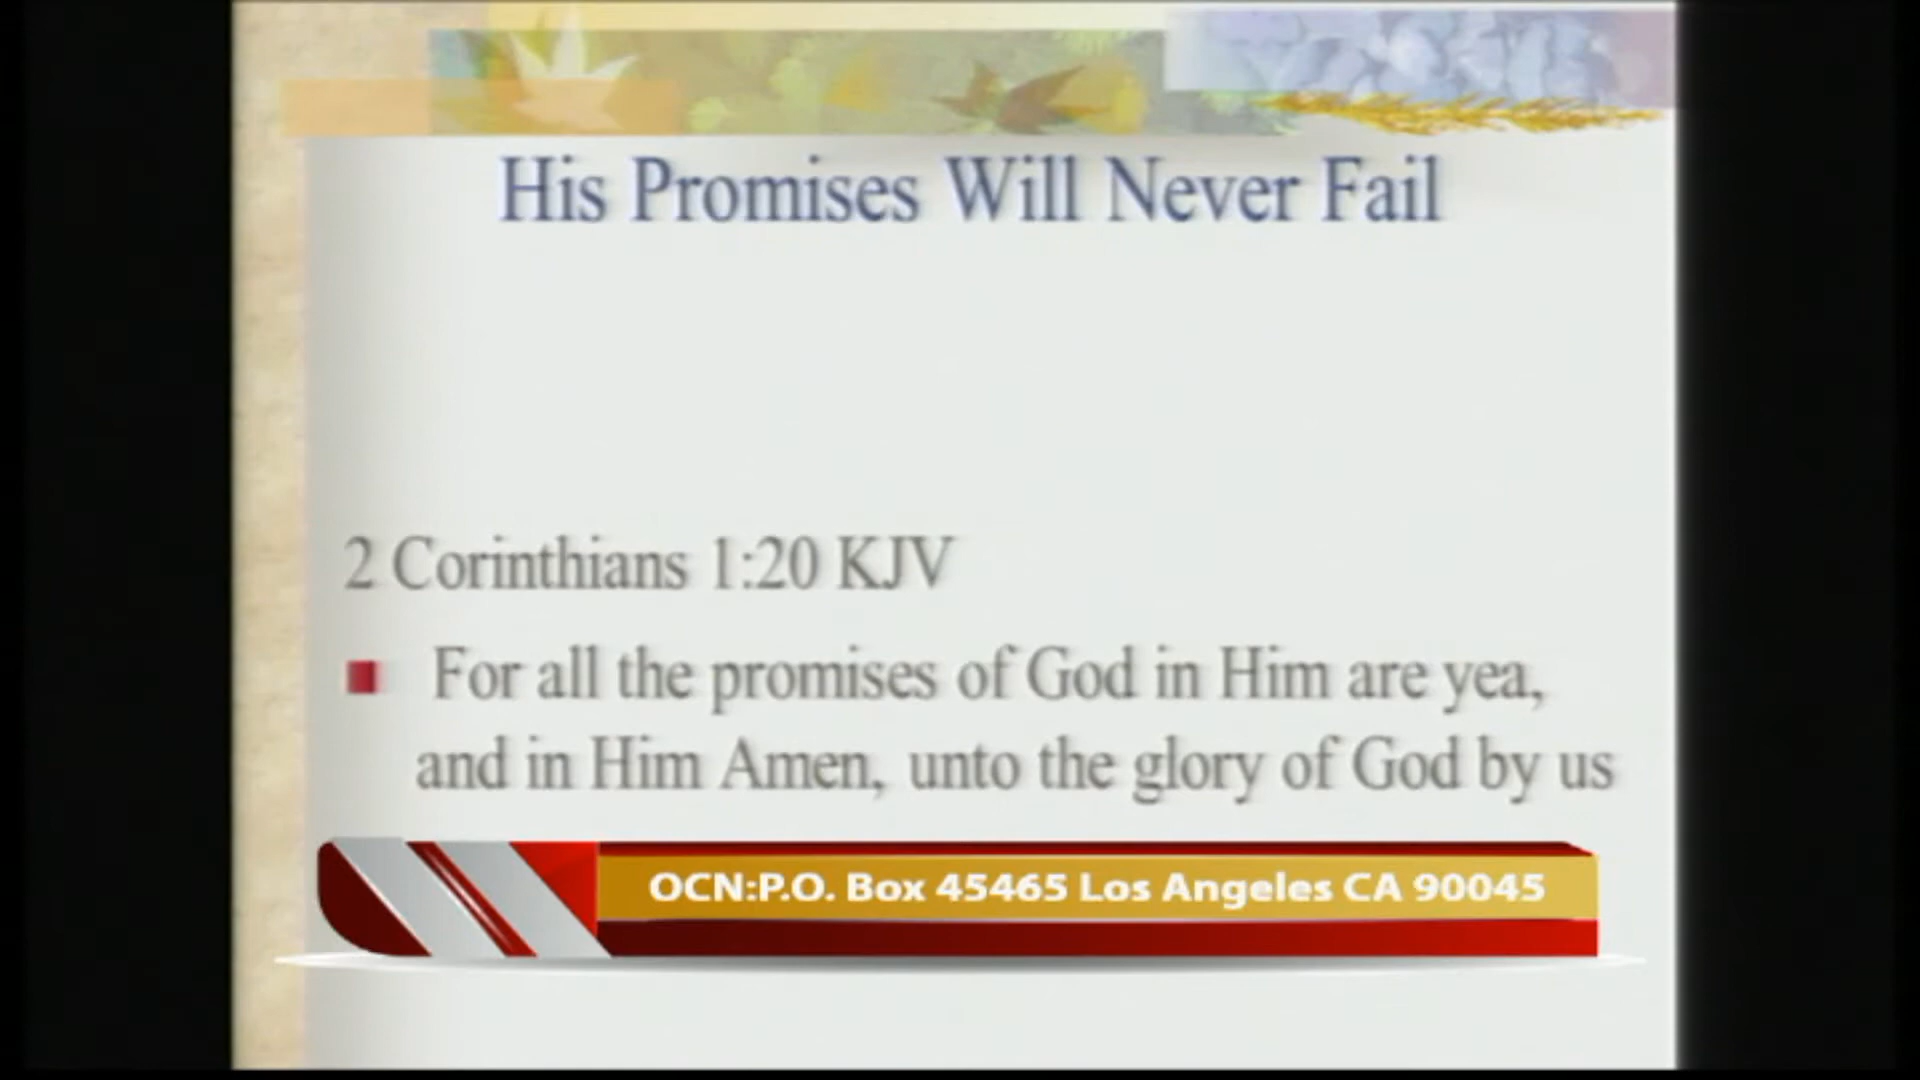 His Promises Will Never Fail
2 Corinthians 1:20 KJV
For all the promises of God in Him are yea,
and in Him Amen, unto the glory of God by us
OCN:P.O. Box 45465 Los Angeles CA 90045